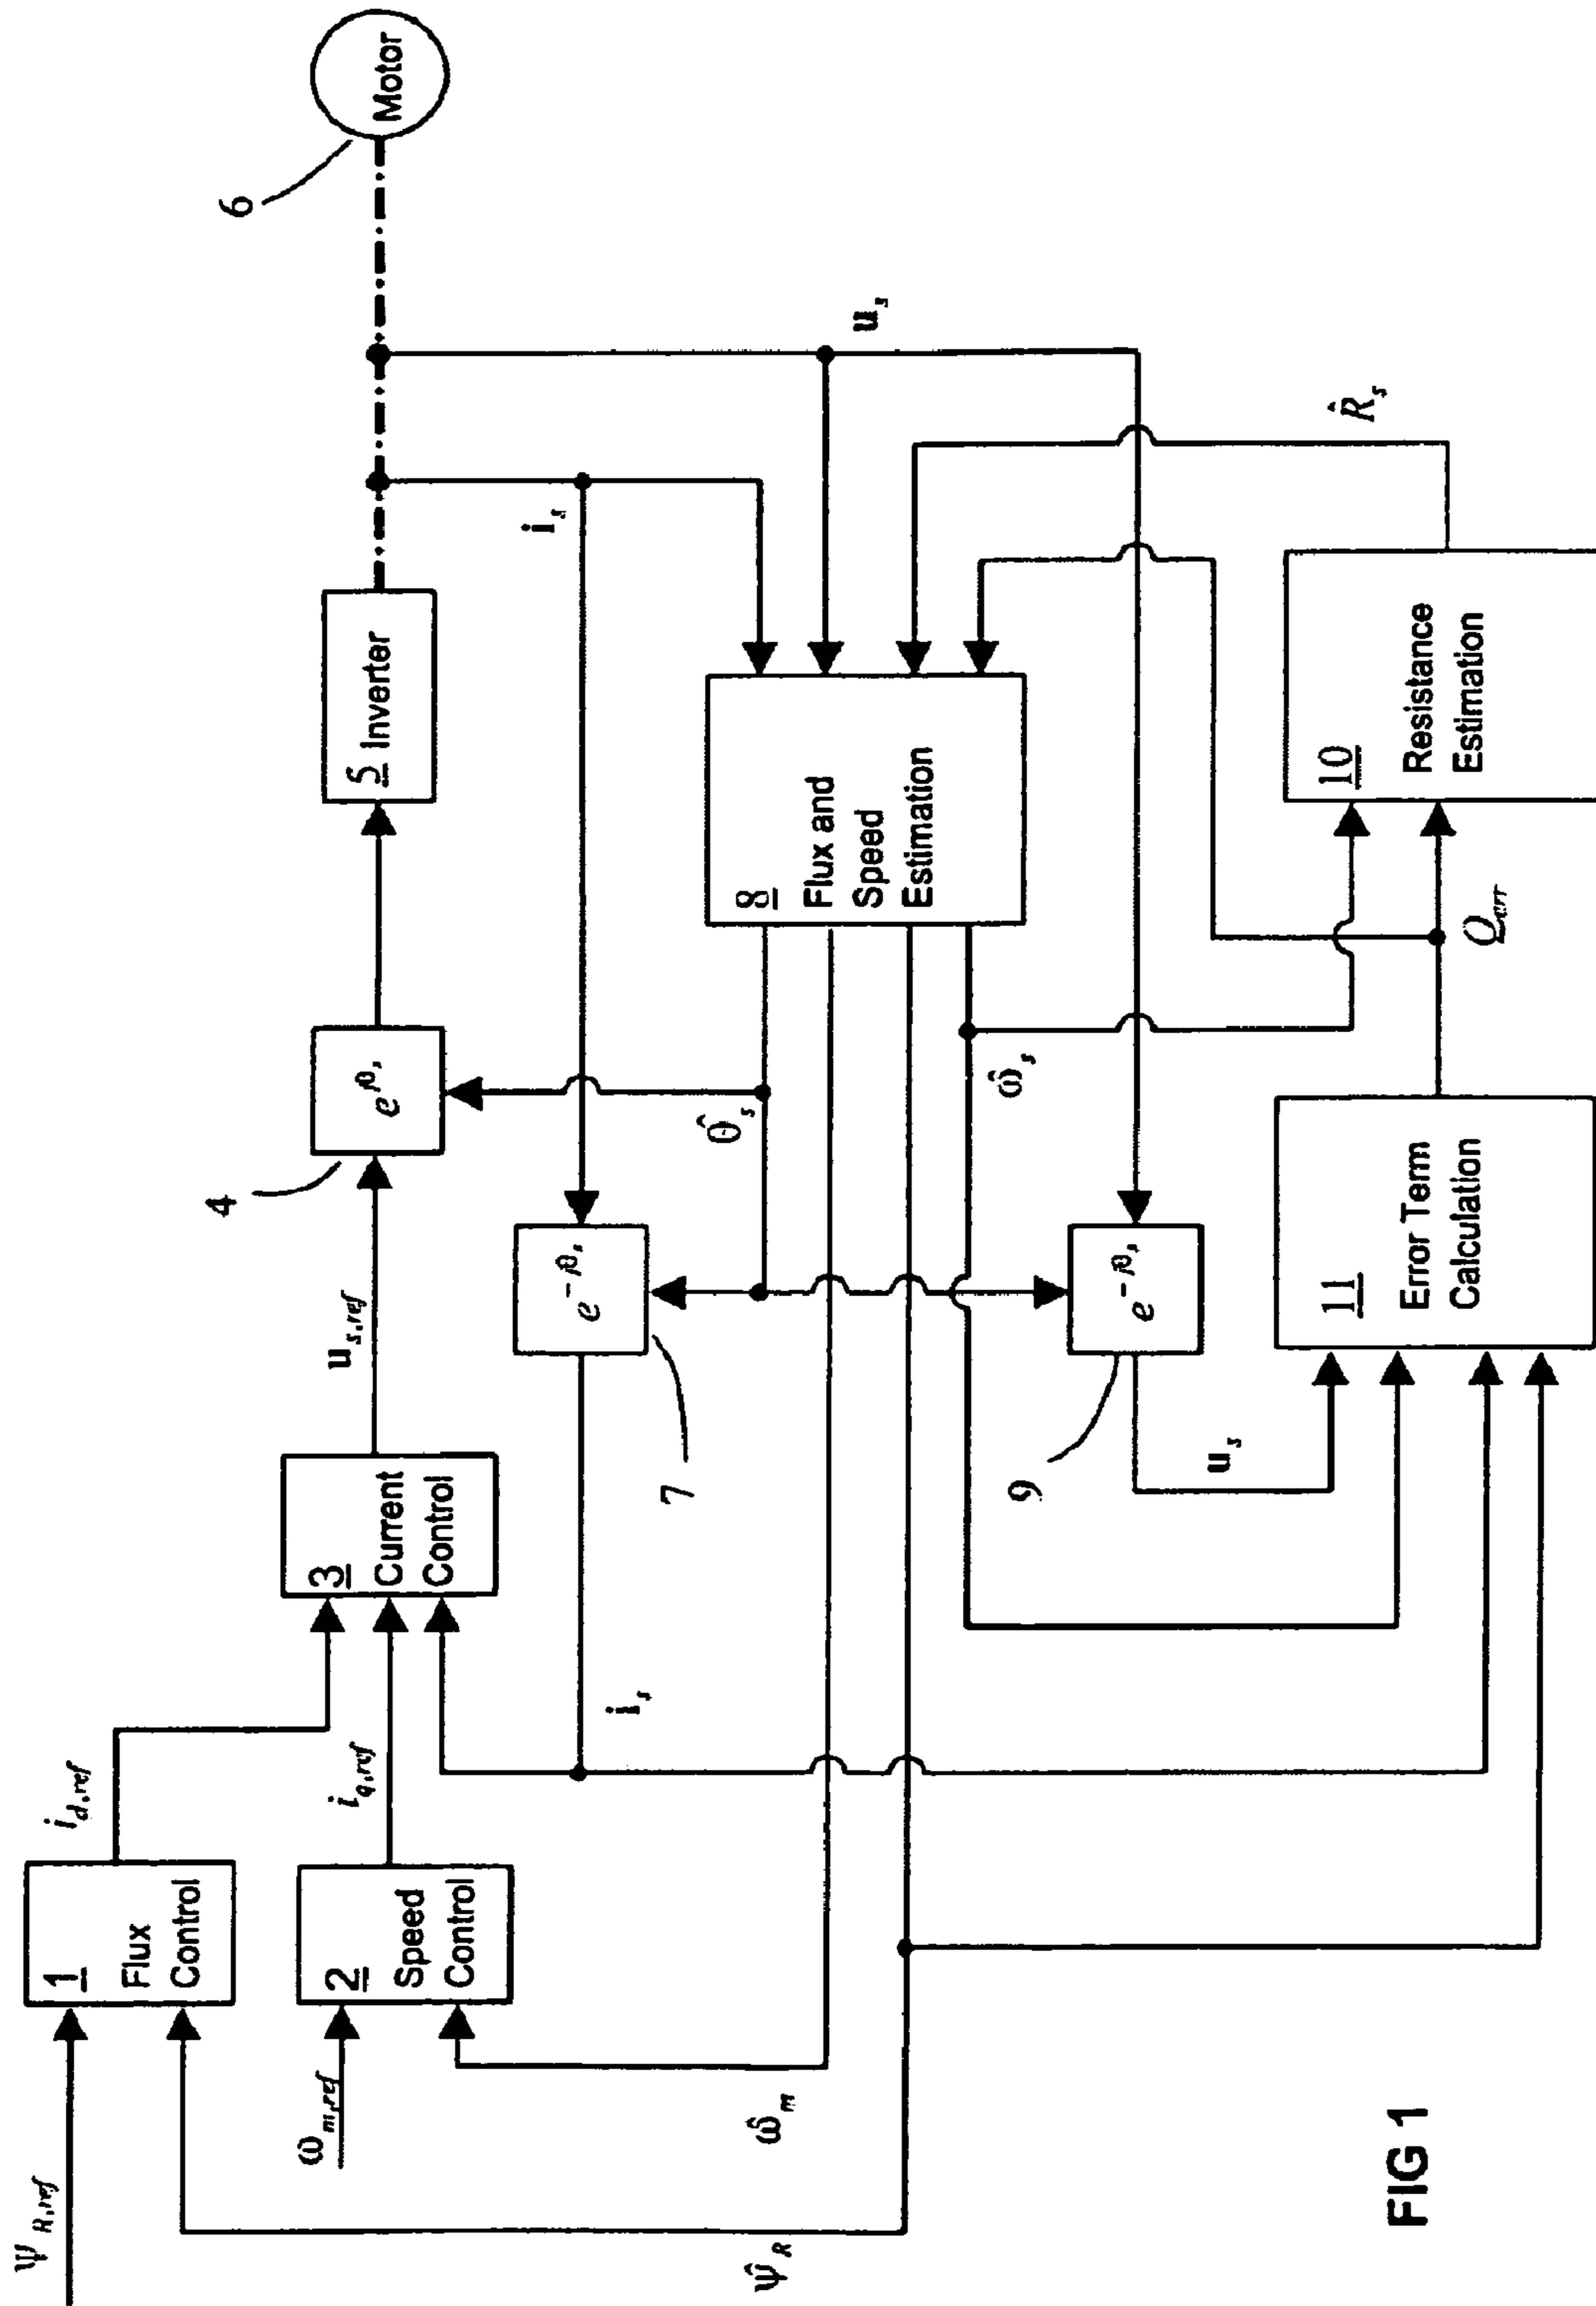 Ψ_R,ref
1
Flux
Control
i_d,ref
ω_m,ref
2
Speed
Control
i_q,ref
3
Current
Control
u_s,ref
4
e^jθ_s
5 Inverter
6
Motor
i_s
7
e^-jθ_s
i_s
u_s
θ̂_s
8
Flux and
Speed
Estimation
ω̂_m
ψ̂_R
ω̂_s
9
e^-jθ_s
u_s
R̂_s
11
Error Term
Calculation
Q_err
10
Resistance
Estimation
FIG 1